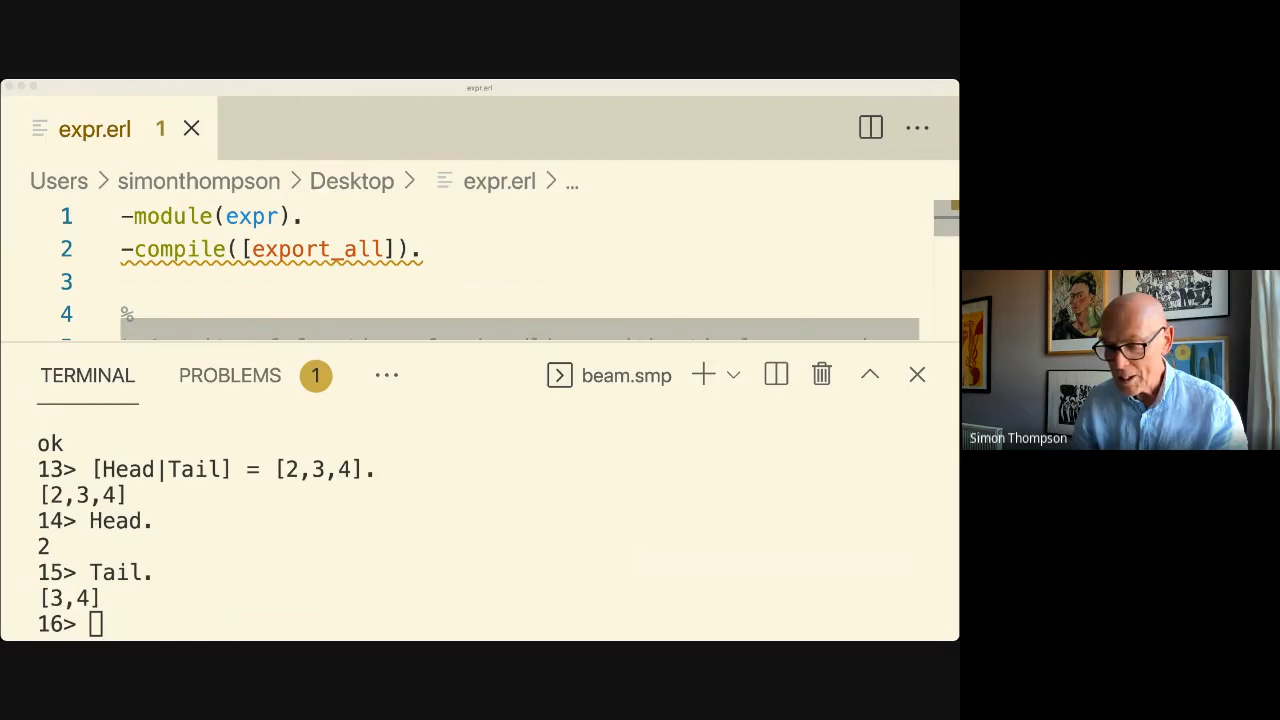 expr.erl
expr.erl 1
Users > simonthompson > Desktop > expr.erl > ...
1 -module(expr).
2 -compile([export_all]).
3
4 %
TERMINAL PROBLEMS 1 ... beam.smp
ok
13> [Head|Tail] = [2,3,4].
[2,3,4]
14> Head.
2
15> Tail.
[3,4]
16>
Simon Thompson